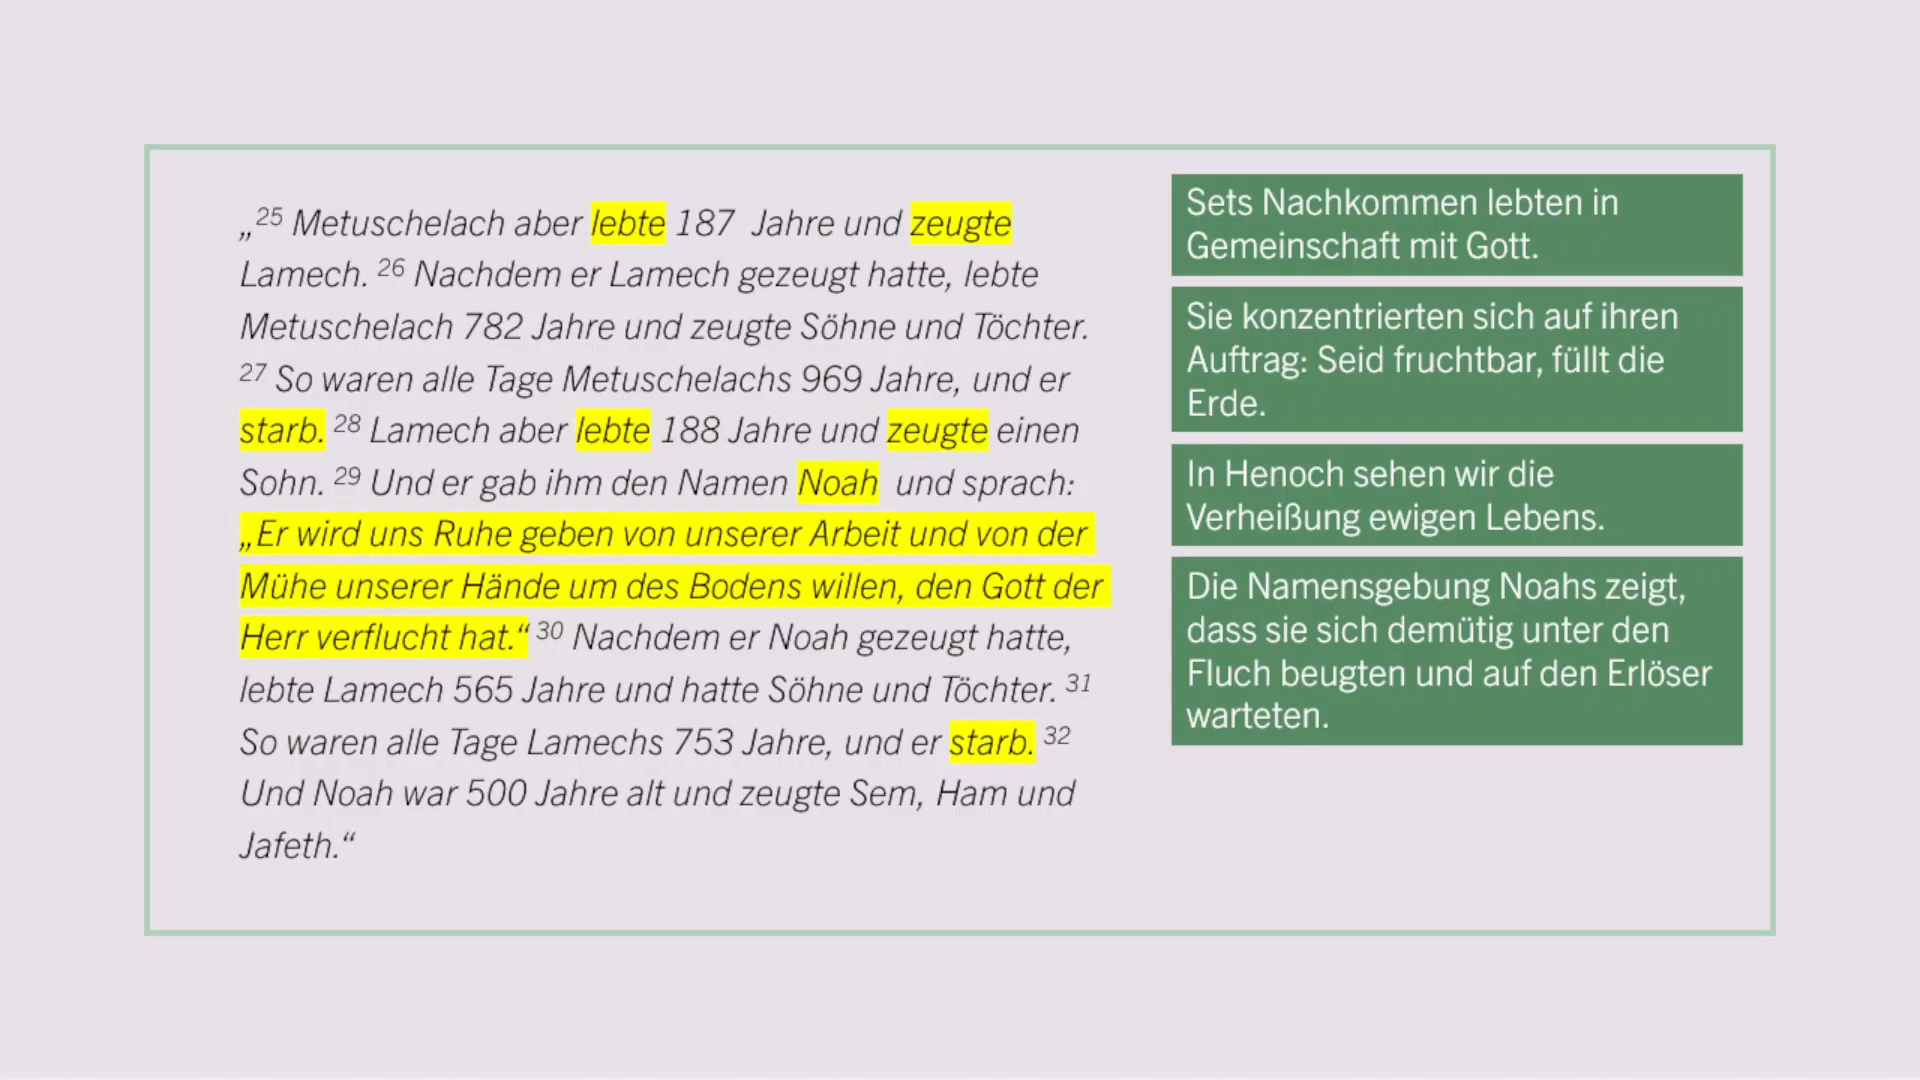 „25 Metuschelach aber lebte 187 Jahre und zeugte
Lamech. 26 Nachdem er Lamech gezeugt hatte, lebte
Metuschelach 782 Jahre und zeugte Söhne und Töchter.
27 So waren alle Tage Metuschelachs 969 Jahre, und er
starb. 28 Lamech aber lebte 188 Jahre und zeugte einen
Sohn. 29 Und er gab ihm den Namen Noah und sprach:
„Er wird uns Ruhe geben von unserer Arbeit und von der
Mühe unserer Hände um des Bodens willen, den Gott der
Herr verflucht hat.“ 30 Nachdem er Noah gezeugt hatte,
lebte Lamech 565 Jahre und hatte Söhne und Töchter. 31
So waren alle Tage Lamechs 753 Jahre, und er starb. 32
Und Noah war 500 Jahre alt und zeugte Sem, Ham und
Jafeth.“
Sets Nachkommen lebten in
Gemeinschaft mit Gott.
Sie konzentrierten sich auf ihren
Auftrag: Seid fruchtbar, füllt die
Erde.
In Henoch sehen wir die
Verheißung ewigen Lebens.
Die Namensgebung Noahs zeigt,
dass sie sich demütig unter den
Fluch beugten und auf den Erlöser
warteten.